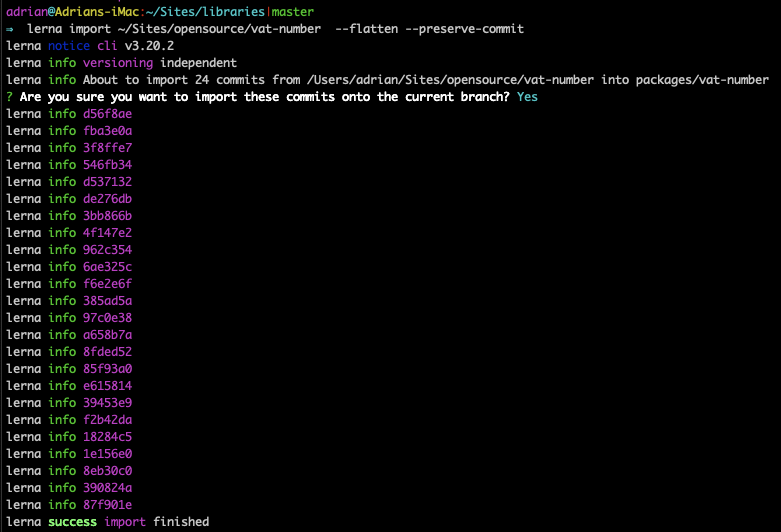 adrian@Adrians-iMac:~/Sites/libraries|master
⇒ lerna import ~/Sites/opensource/vat-number --flatten --preserve-commit
lerna notice cli v3.20.2
lerna info versioning independent
lerna info About to import 24 commits from /Users/adrian/Sites/opensource/vat-number into packages/vat-number
? Are you sure you want to import these commits onto the current branch? Yes
lerna info d56f8ae
lerna info fba3e0a
lerna info 3f8ffe7
lerna info 546fb34
lerna info d537132
lerna info de276db
lerna info 3bb866b
lerna info 4f147e2
lerna info 962c354
lerna info 6ae325c
lerna info f6e2e6f
lerna info 385ad5a
lerna info 97c0e38
lerna info a658b7a
lerna info 8fded52
lerna info 85f93a0
lerna info e615814
lerna info 39453e9
lerna info f2b42da
lerna info 18284c5
lerna info 1e156e0
lerna info 8eb30c0
lerna info 390824a
lerna info 87f901e
lerna success import finished